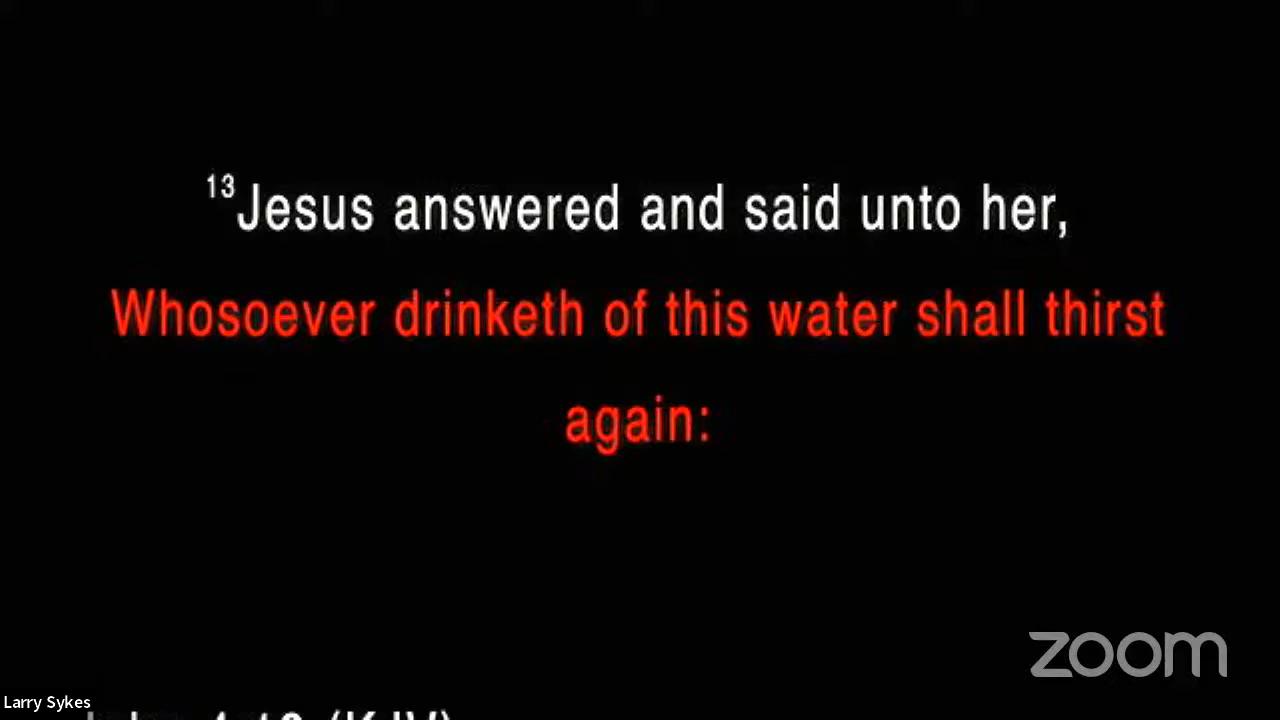 ¹³Jesus answered and said unto her,
Whosoever drinketh of this water shall thirst
again:
zoom
Larry Sykes